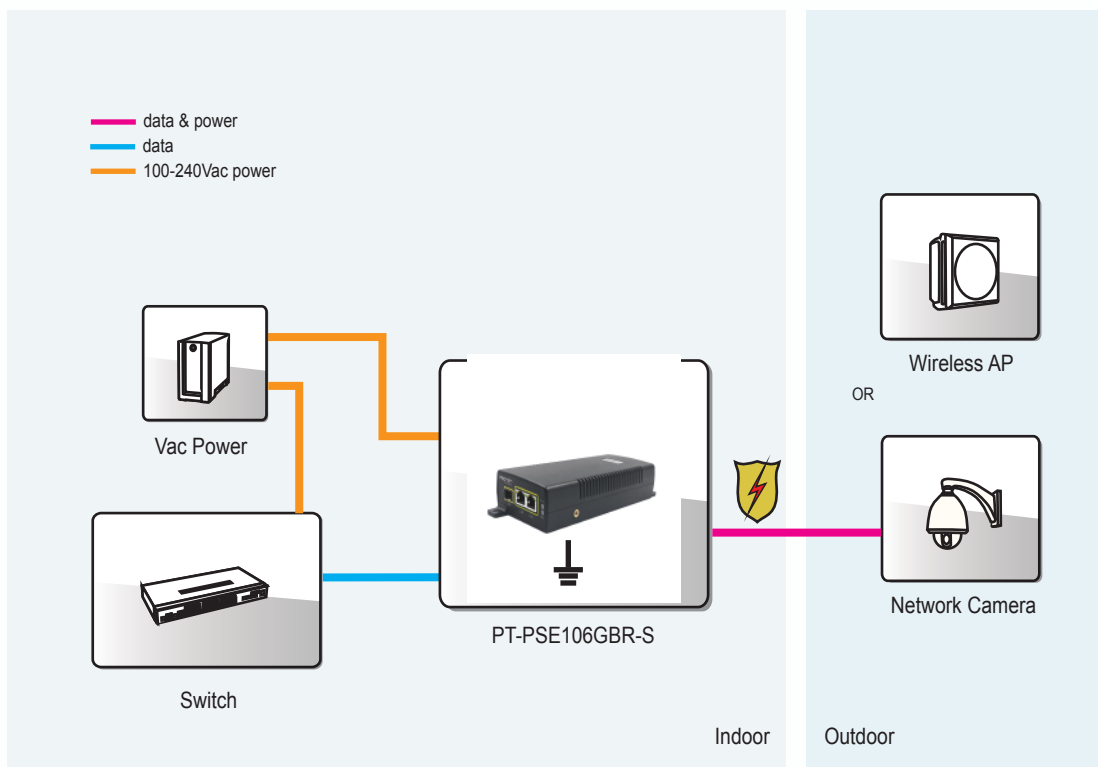 data & power
data
100-240Vac power
Wireless AP
OR
Vac Power
Network Camera
PT-PSE106GBR-S
Switch
Indoor
Outdoor